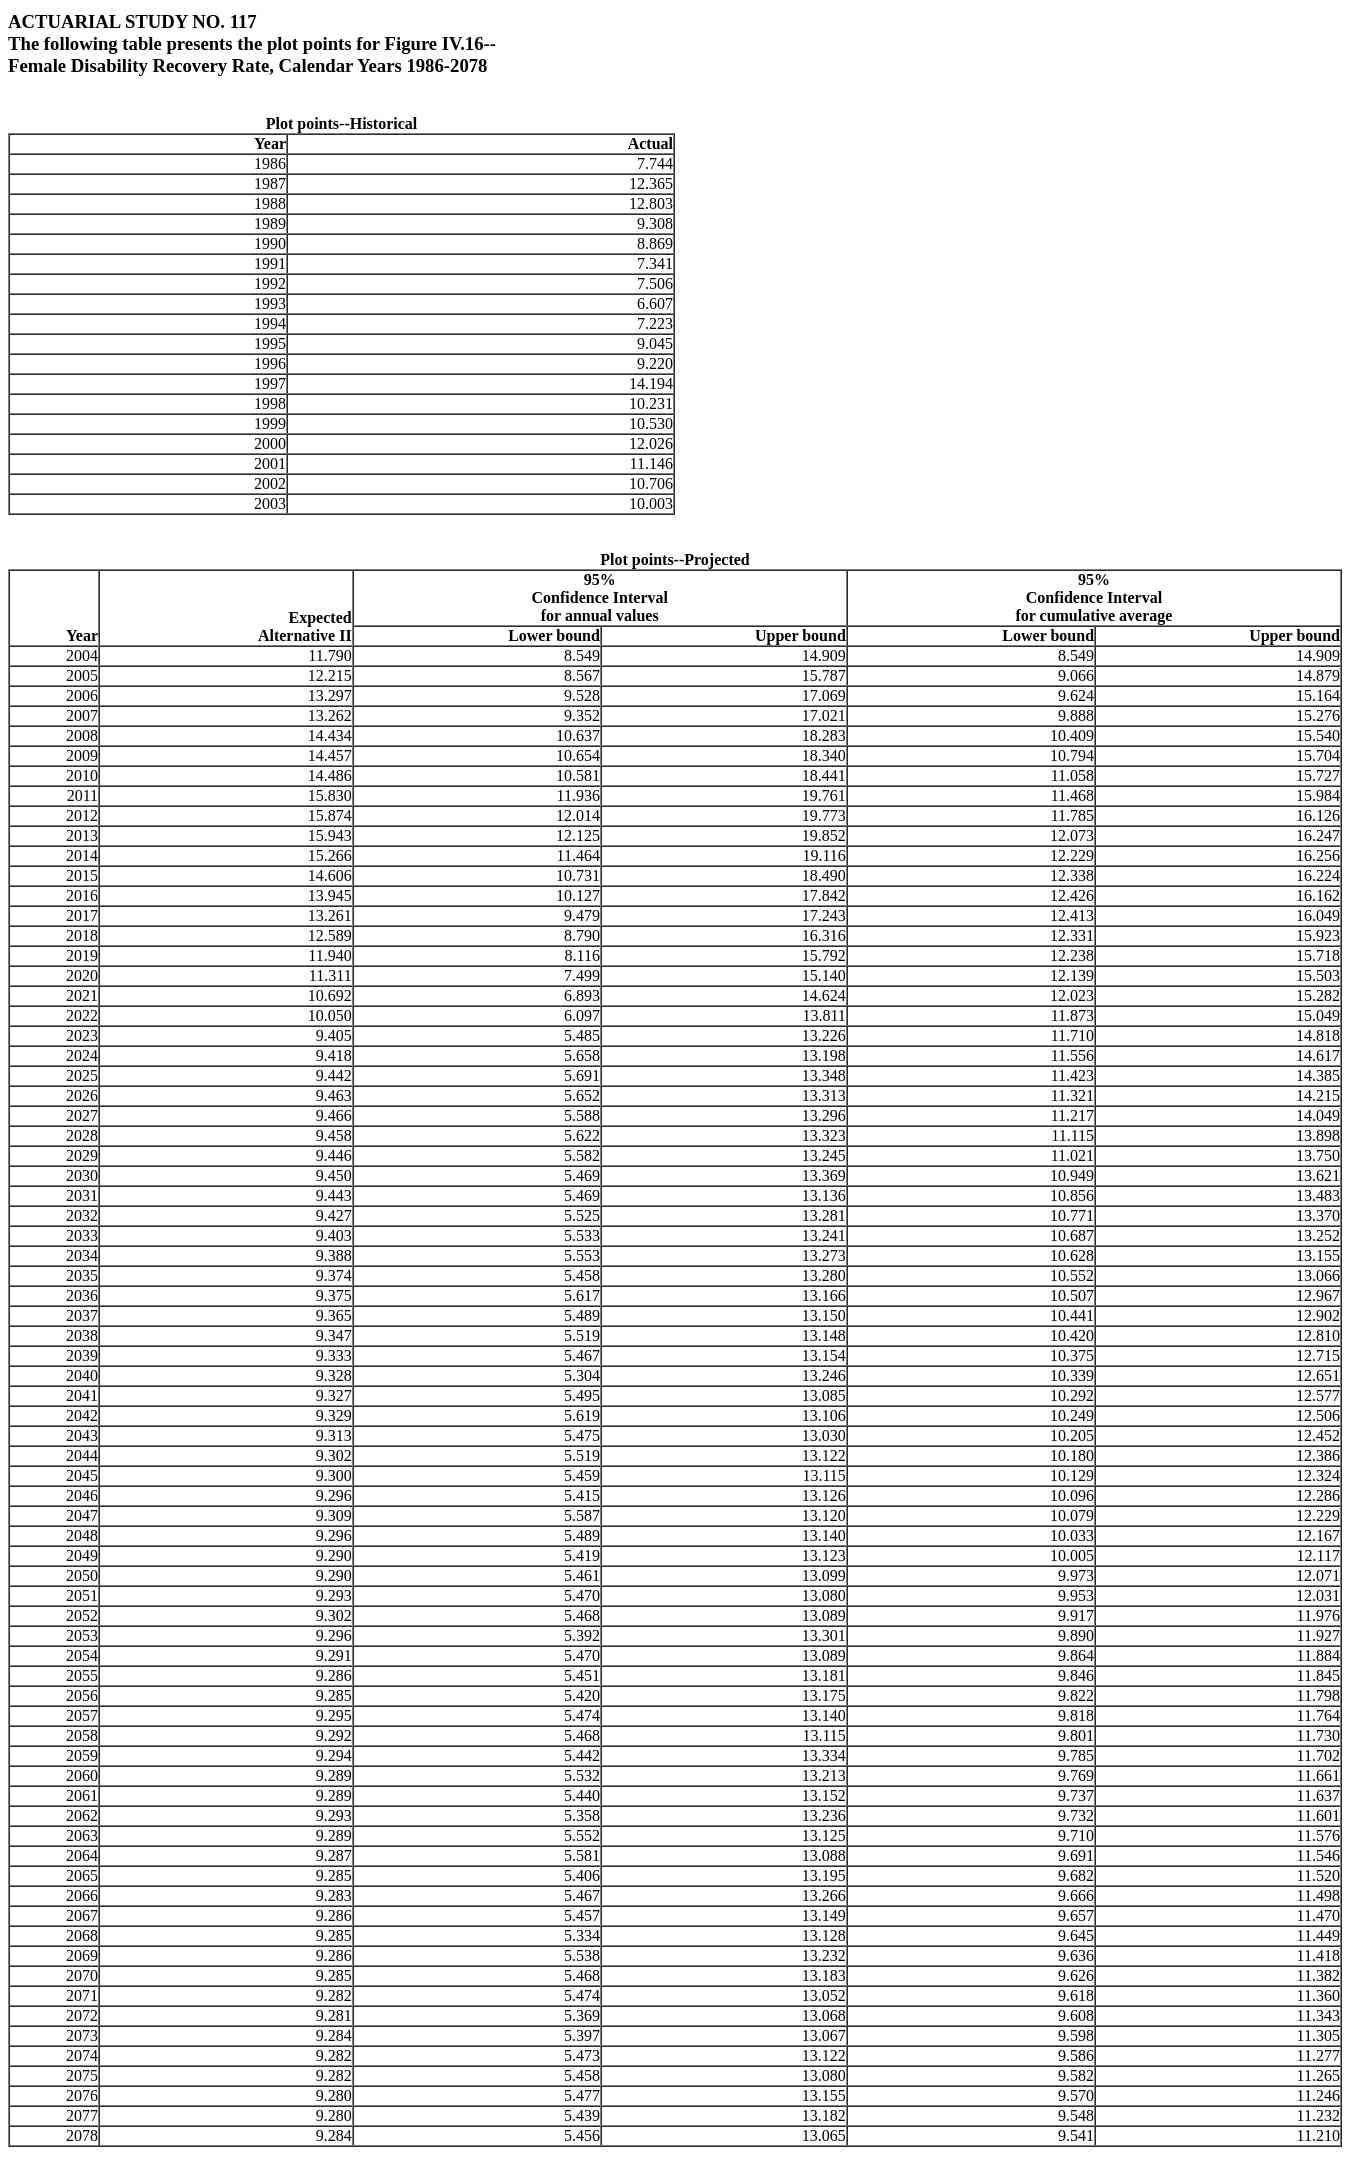 ACTUARIAL STUDY NO. 117
The following table presents the plot points for Figure IV.16--
Female Disability Recovery Rate, Calendar Years 1986-2078
Plot points--Historical
Year Actual
1986 7.744
1987 12.365
1988 12.803
1989 9.308
1990 8.869
1991 7.341
1992 7.506
1993 6.607
1994 7.223
1995 9.045
1996 9.220
1997 14.194
1998 10.231
1999 10.530
2000 12.026
2001 11.146
2002 10.706
2003 10.003
Plot points--Projected
95% 95%
Confidence Interval Confidence Interval
Expected for annual values for cumulative average
Year Alternative II Lower bound Upper bound Lower bound Upper bound
2004 11.790 8.549 14.909 8.549 14.909
2005 12.215 8.567 15.787 9.066 14.879
2006 13.297 9.528 17.069 9.624 15.164
2007 13.262 9.352 17.021 9.888 15.276
2008 14.434 10.637 18.283 10.409 15.540
2009 14.457 10.654 18.340 10.794 15.704
2010 14.486 10.581 18.441 11.058 15.727
2011 15.830 11.936 19.761 11.468 15.984
2012 15.874 12.014 19.773 11.785 16.126
2013 15.943 12.125 19.852 12.073 16.247
2014 15.266 11.464 19.116 12.229 16.256
2015 14.606 10.731 18.490 12.338 16.224
2016 13.945 10.127 17.842 12.426 16.162
2017 13.261 9.479 17.243 12.413 16.049
2018 12.589 8.790 16.316 12.331 15.923
2019 11.940 8.116 15.792 12.238 15.718
2020 11.311 7.499 15.140 12.139 15.503
2021 10.692 6.893 14.624 12.023 15.282
2022 10.050 6.097 13.811 11.873 15.049
2023 9.405 5.485 13.226 11.710 14.818
2024 9.418 5.658 13.198 11.556 14.617
2025 9.442 5.691 13.348 11.423 14.385
2026 9.463 5.652 13.313 11.321 14.215
2027 9.466 5.588 13.296 11.217 14.049
2028 9.458 5.622 13.323 11.115 13.898
2029 9.446 5.582 13.245 11.021 13.750
2030 9.450 5.469 13.369 10.949 13.621
2031 9.443 5.469 13.136 10.856 13.483
2032 9.427 5.525 13.281 10.771 13.370
2033 9.403 5.533 13.241 10.687 13.252
2034 9.388 5.553 13.273 10.628 13.155
2035 9.374 5.458 13.280 10.552 13.066
2036 9.375 5.617 13.166 10.507 12.967
2037 9.365 5.489 13.150 10.441 12.902
2038 9.347 5.519 13.148 10.420 12.810
2039 9.333 5.467 13.154 10.375 12.715
2040 9.328 5.304 13.246 10.339 12.651
2041 9.327 5.495 13.085 10.292 12.577
2042 9.329 5.619 13.106 10.249 12.506
2043 9.313 5.475 13.030 10.205 12.452
2044 9.302 5.519 13.122 10.180 12.386
2045 9.300 5.459 13.115 10.129 12.324
2046 9.296 5.415 13.126 10.096 12.286
2047 9.309 5.587 13.120 10.079 12.229
2048 9.296 5.489 13.140 10.033 12.167
2049 9.290 5.419 13.123 10.005 12.117
2050 9.290 5.461 13.099 9.973 12.071
2051 9.293 5.470 13.080 9.953 12.031
2052 9.302 5.468 13.089 9.917 11.976
2053 9.296 5.392 13.301 9.890 11.927
2054 9.291 5.470 13.089 9.864 11.884
2055 9.286 5.451 13.181 9.846 11.845
2056 9.285 5.420 13.175 9.822 11.798
2057 9.295 5.474 13.140 9.818 11.764
2058 9.292 5.468 13.115 9.801 11.730
2059 9.294 5.442 13.334 9.785 11.702
2060 9.289 5.532 13.213 9.769 11.661
2061 9.289 5.440 13.152 9.737 11.637
2062 9.293 5.358 13.236 9.732 11.601
2063 9.289 5.552 13.125 9.710 11.576
2064 9.287 5.581 13.088 9.691 11.546
2065 9.285 5.406 13.195 9.682 11.520
2066 9.283 5.467 13.266 9.666 11.498
2067 9.286 5.457 13.149 9.657 11.470
2068 9.285 5.334 13.128 9.645 11.449
2069 9.286 5.538 13.232 9.636 11.418
2070 9.285 5.468 13.183 9.626 11.382
2071 9.282 5.474 13.052 9.618 11.360
2072 9.281 5.369 13.068 9.608 11.343
2073 9.284 5.397 13.067 9.598 11.305
2074 9.282 5.473 13.122 9.586 11.277
2075 9.282 5.458 13.080 9.582 11.265
2076 9.280 5.477 13.155 9.570 11.246
2077 9.280 5.439 13.182 9.548 11.232
2078 9.284 5.456 13.065 9.541 11.210